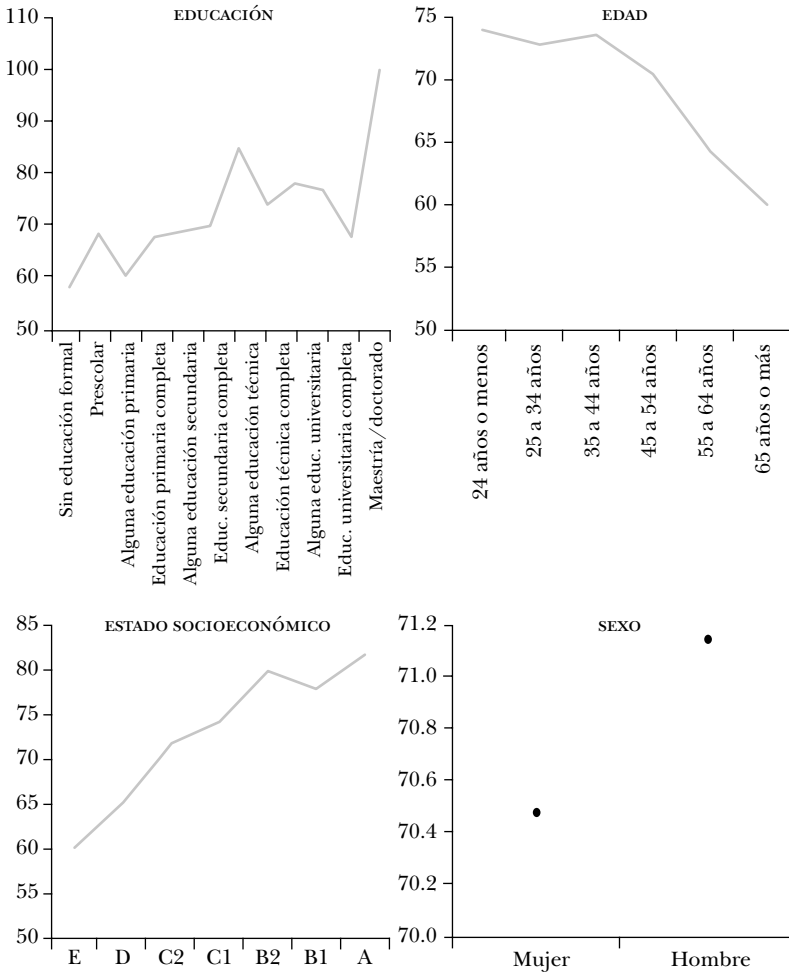 EDUCACIÓN
110
100
90
80
70
60
50
Sin educación formal
Prescolar
Alguna educación primaria
Educación primaria completa
Alguna educación secundaria
Educ. secundaria completa
Alguna educación técnica
Educación técnica completa
Alguna educ. universitaria
Educ. universitaria completa
Maestría/doctorado
EDAD
75
70
65
60
55
50
24 años o menos
25 a 34 años
35 a 44 años
45 a 54 años
55 a 64 años
65 años o más
ESTADO SOCIOECONÓMICO
85
80
75
70
65
60
55
50
E D C2 C1 B2 B1 A
SEXO
71.2
71.0
70.8
70.6
70.4
70.2
70.0
Mujer Hombre